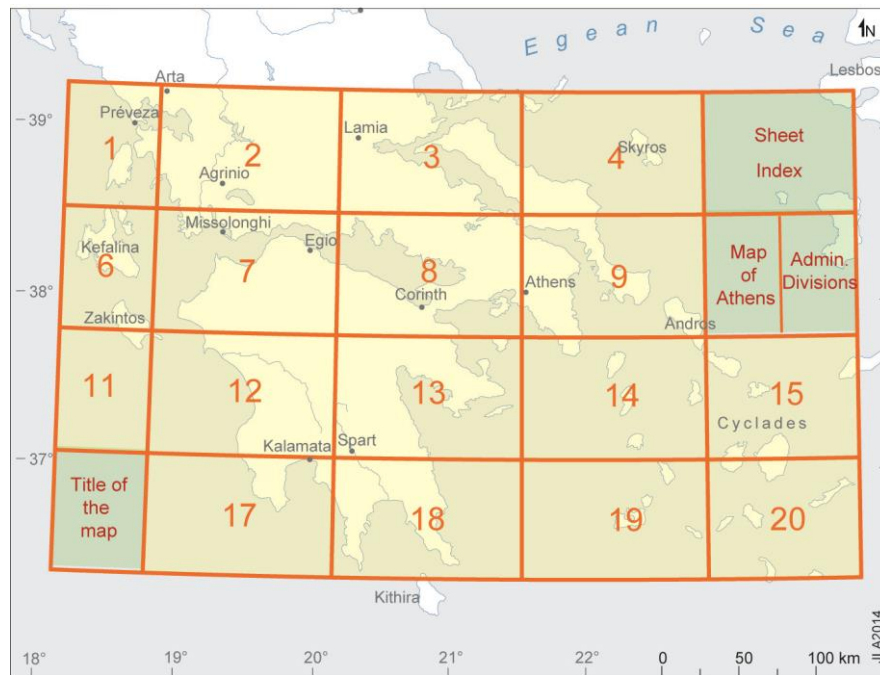 Egean Sea
N
Lesbos
Arta
39°
Préveza
Lamia
Sheet
Index
1
2
3
4
Skyros
Agrinio
Missolonghi
Egio
Kefalina
6
7
8
9
Map
of
Athens
Admin.
Divisions
38°
Corinth
Athens
Zakintos
Andros
11
12
13
14
15
Cyclades
37°
Kalamata
Spart
Title of
the
map
17
18
19
20
Kithira
18°
19°
20°
21°
22°
0 50 100 km
JLA2014